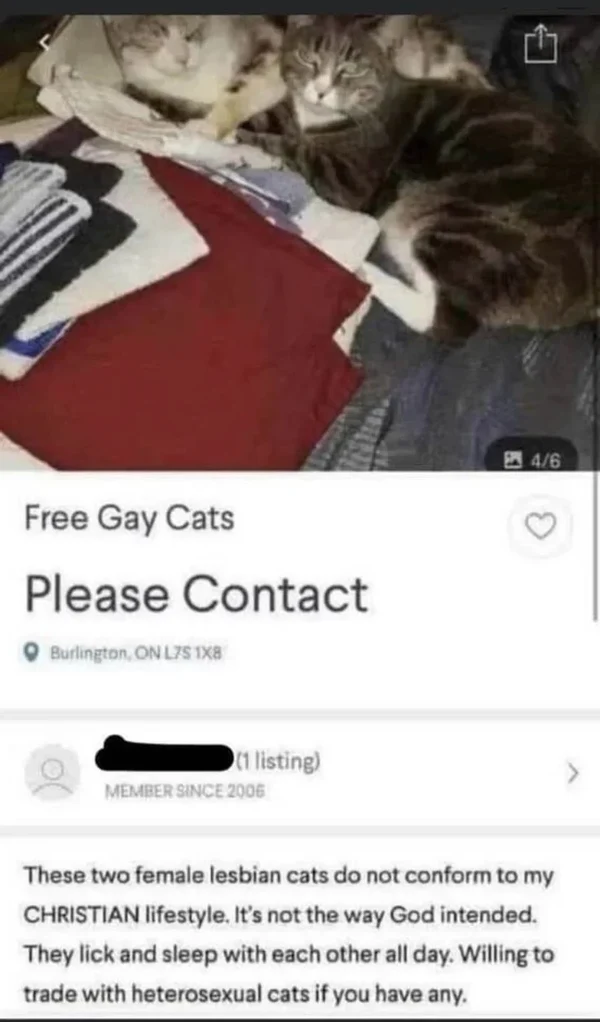 4/6
Free Gay Cats
Please Contact
Burlington, ON L7S 1X8
(1 listing)
MEMBER SINCE 2006
These two female lesbian cats do not conform to my
CHRISTIAN lifestyle. It's not the way God intended.
They lick and sleep with each other all day. Willing to
trade with heterosexual cats if you have any.